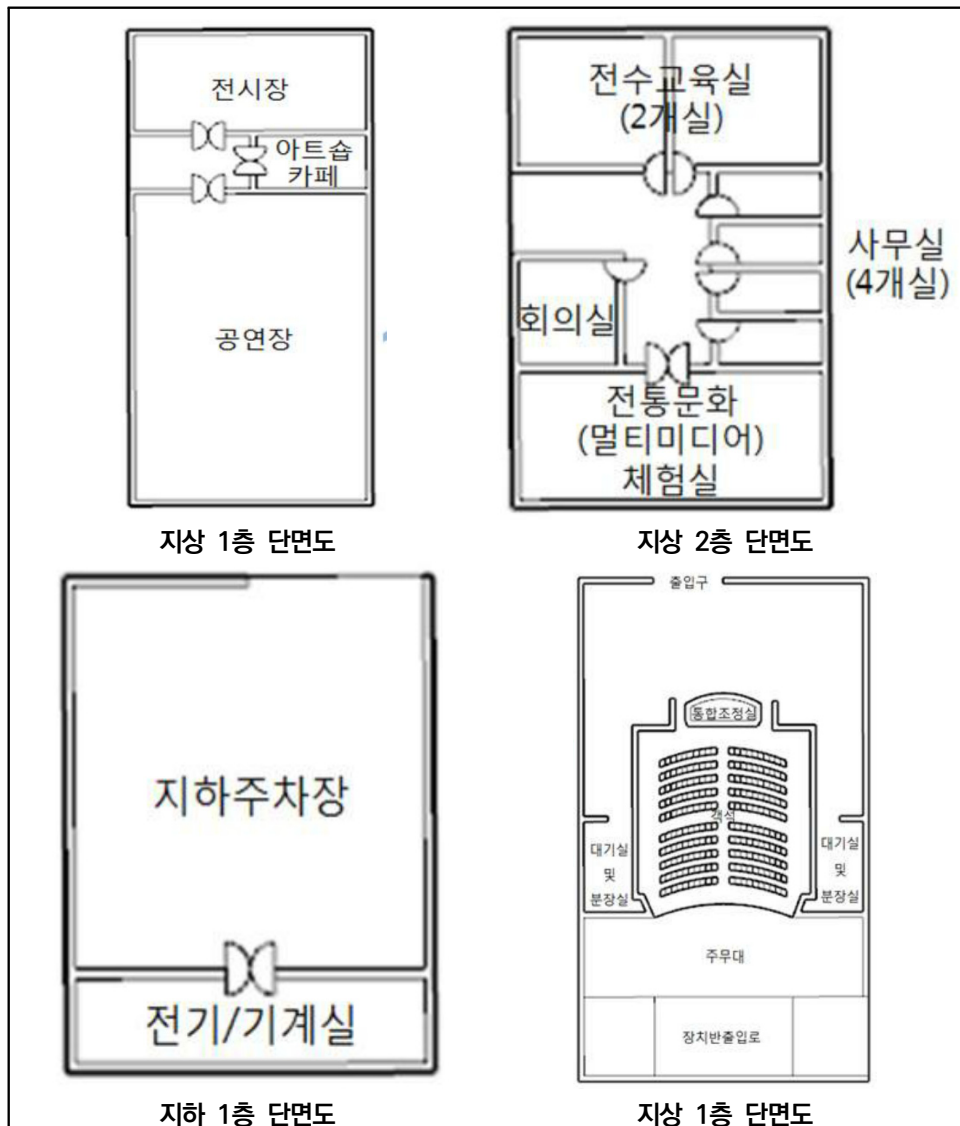 전시장
아트숍
카페
공연장
지상 1층 단면도
전수교육실
(2개실)
사무실
(4개실)
회의실
전통문화
(멀티미디어)
체험실
지상 2층 단면도
지하주차장
전기/기계실
지하 1층 단면도
출입구
통합조정실
객석
대기실
및
분장실
대기실
및
분장실
주무대
장치반출입로
지상 1층 단면도